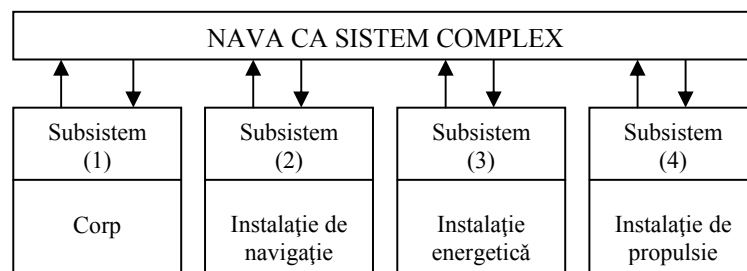 NAVA CA SISTEM COMPLEX
Subsistem
(1)
Corp
Subsistem
(2)
Instalaţie de
navigaţie
Subsistem
(3)
Instalaţie
energetică
Subsistem
(4)
Instalaţie de
propulsie